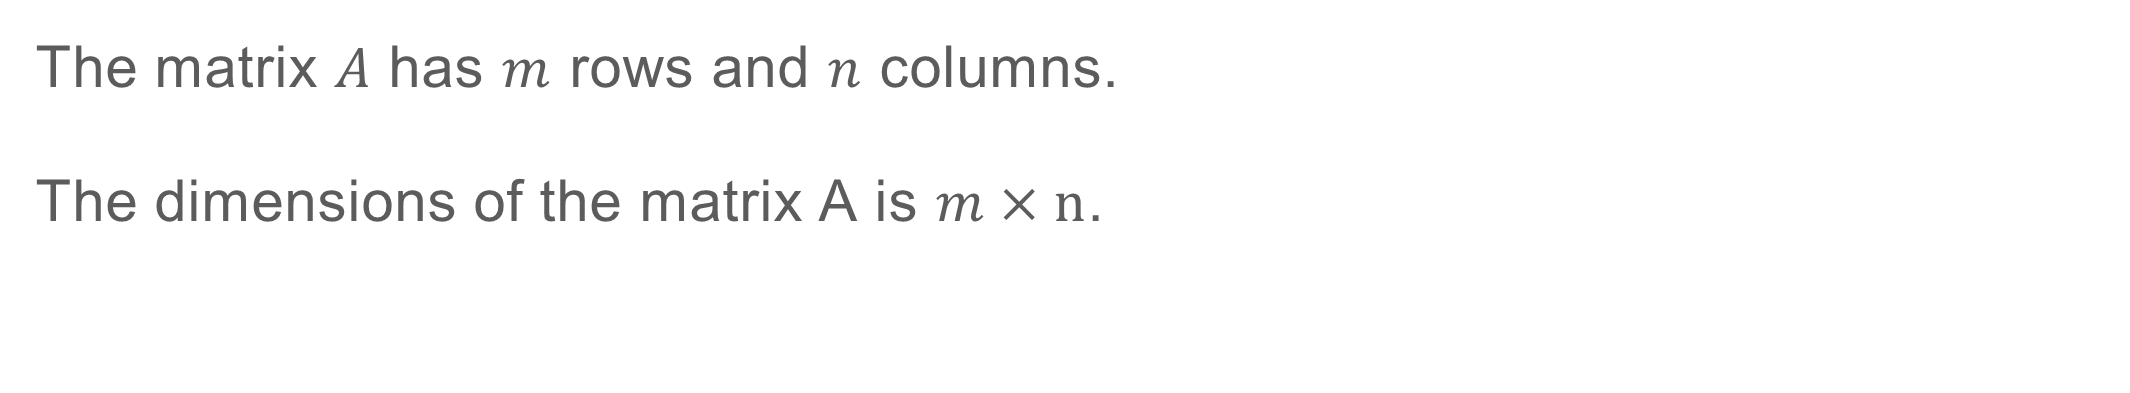 The matrix A has m rows and n columns.
The dimensions of the matrix A is m × n.